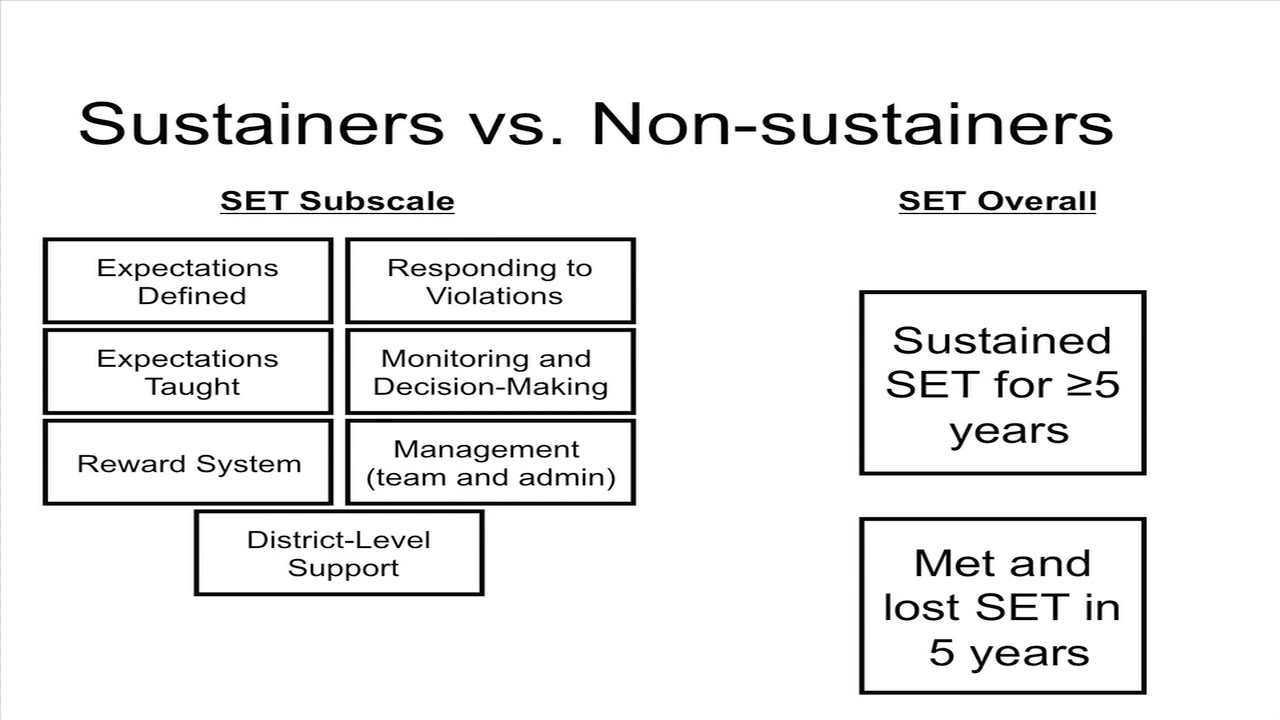 Sustainers vs. Non-sustainers
SET Subscale
Expectations
Defined
Responding to
Violations
Expectations
Taught
Monitoring and
Decision-Making
Reward System
Management
(team and admin)
District-Level
Support
SET Overall
Sustained
SET for ≥5
years
Met and
lost SET in
5 years